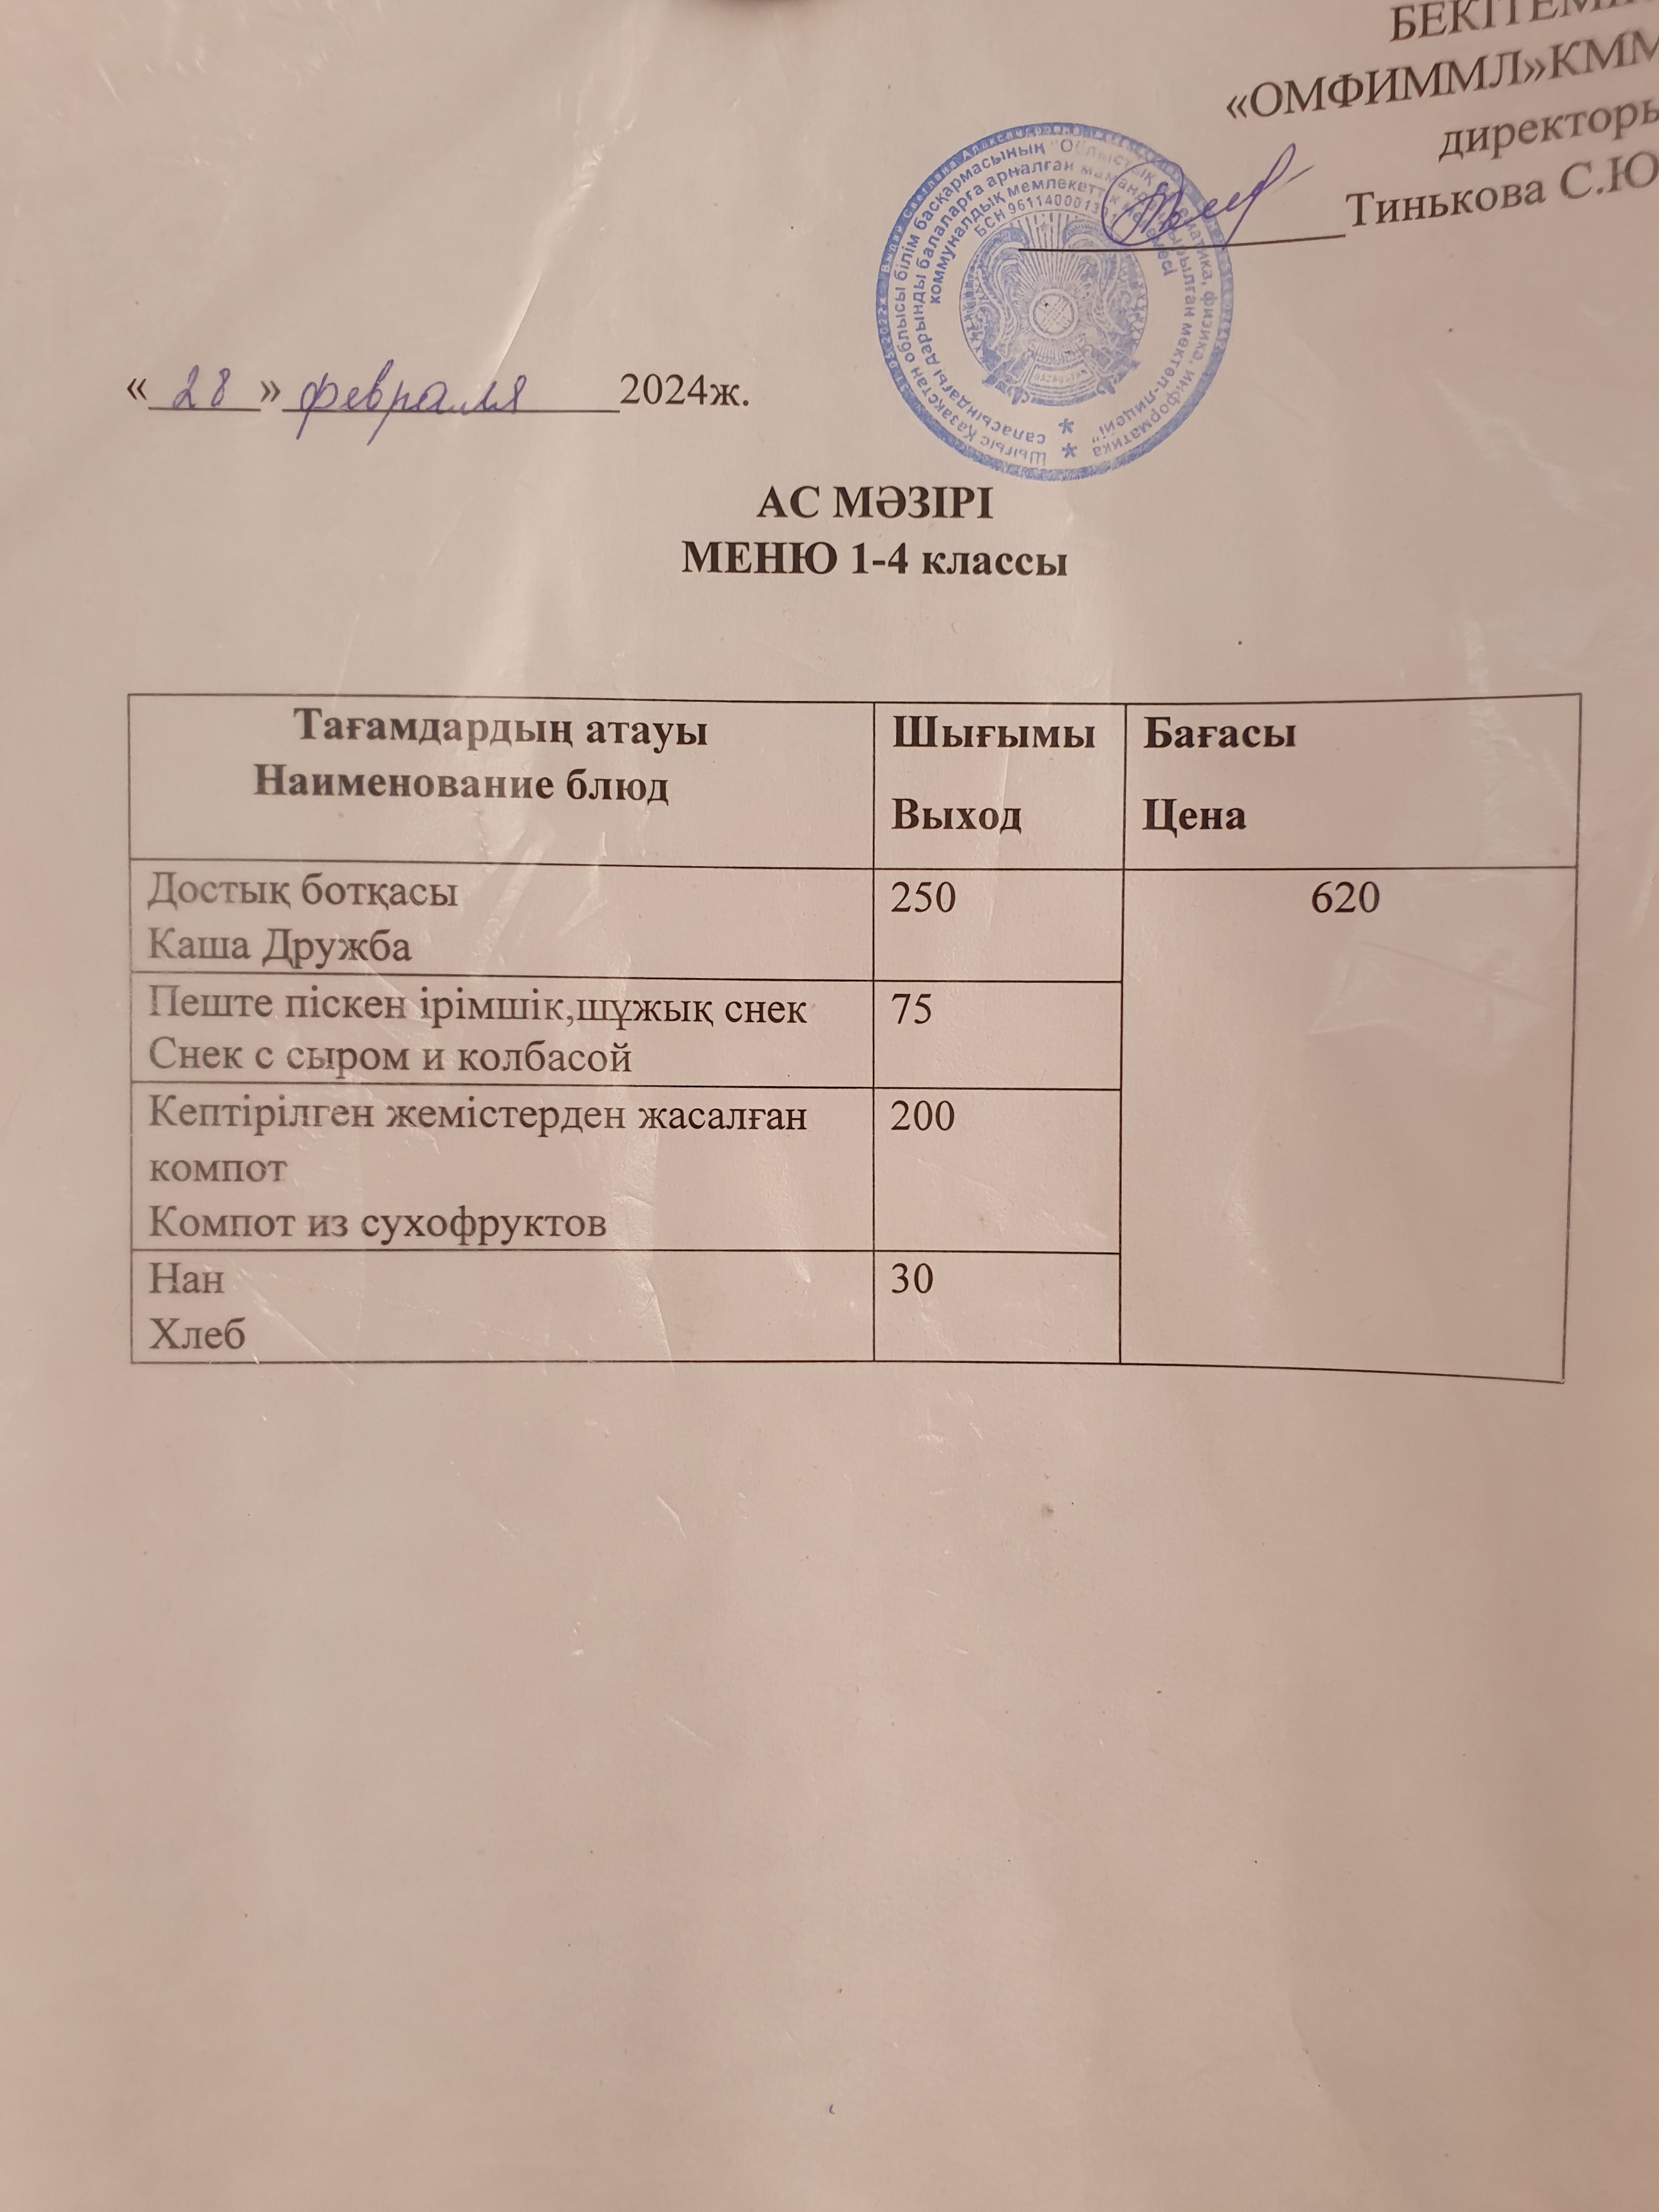 «ОМФИММЛ»КММ
директоры
Тинькова С.Ю
«28» февраля 2024ж.
АС МӘЗІРІ
МЕНЮ 1-4 классы
Тағамдардың атауы
Наименование блюд
Шығымы
Выход
Бағасы
Цена
Достық ботқасы
Каша Дружба
250
620
Пеште піскен ірімшік,шұжық снек
Снек с сыром и колбасой
75
Кептірілген жемістерден жасалған
компот
Компот из сухофруктов
200
Нан
Хлеб
30